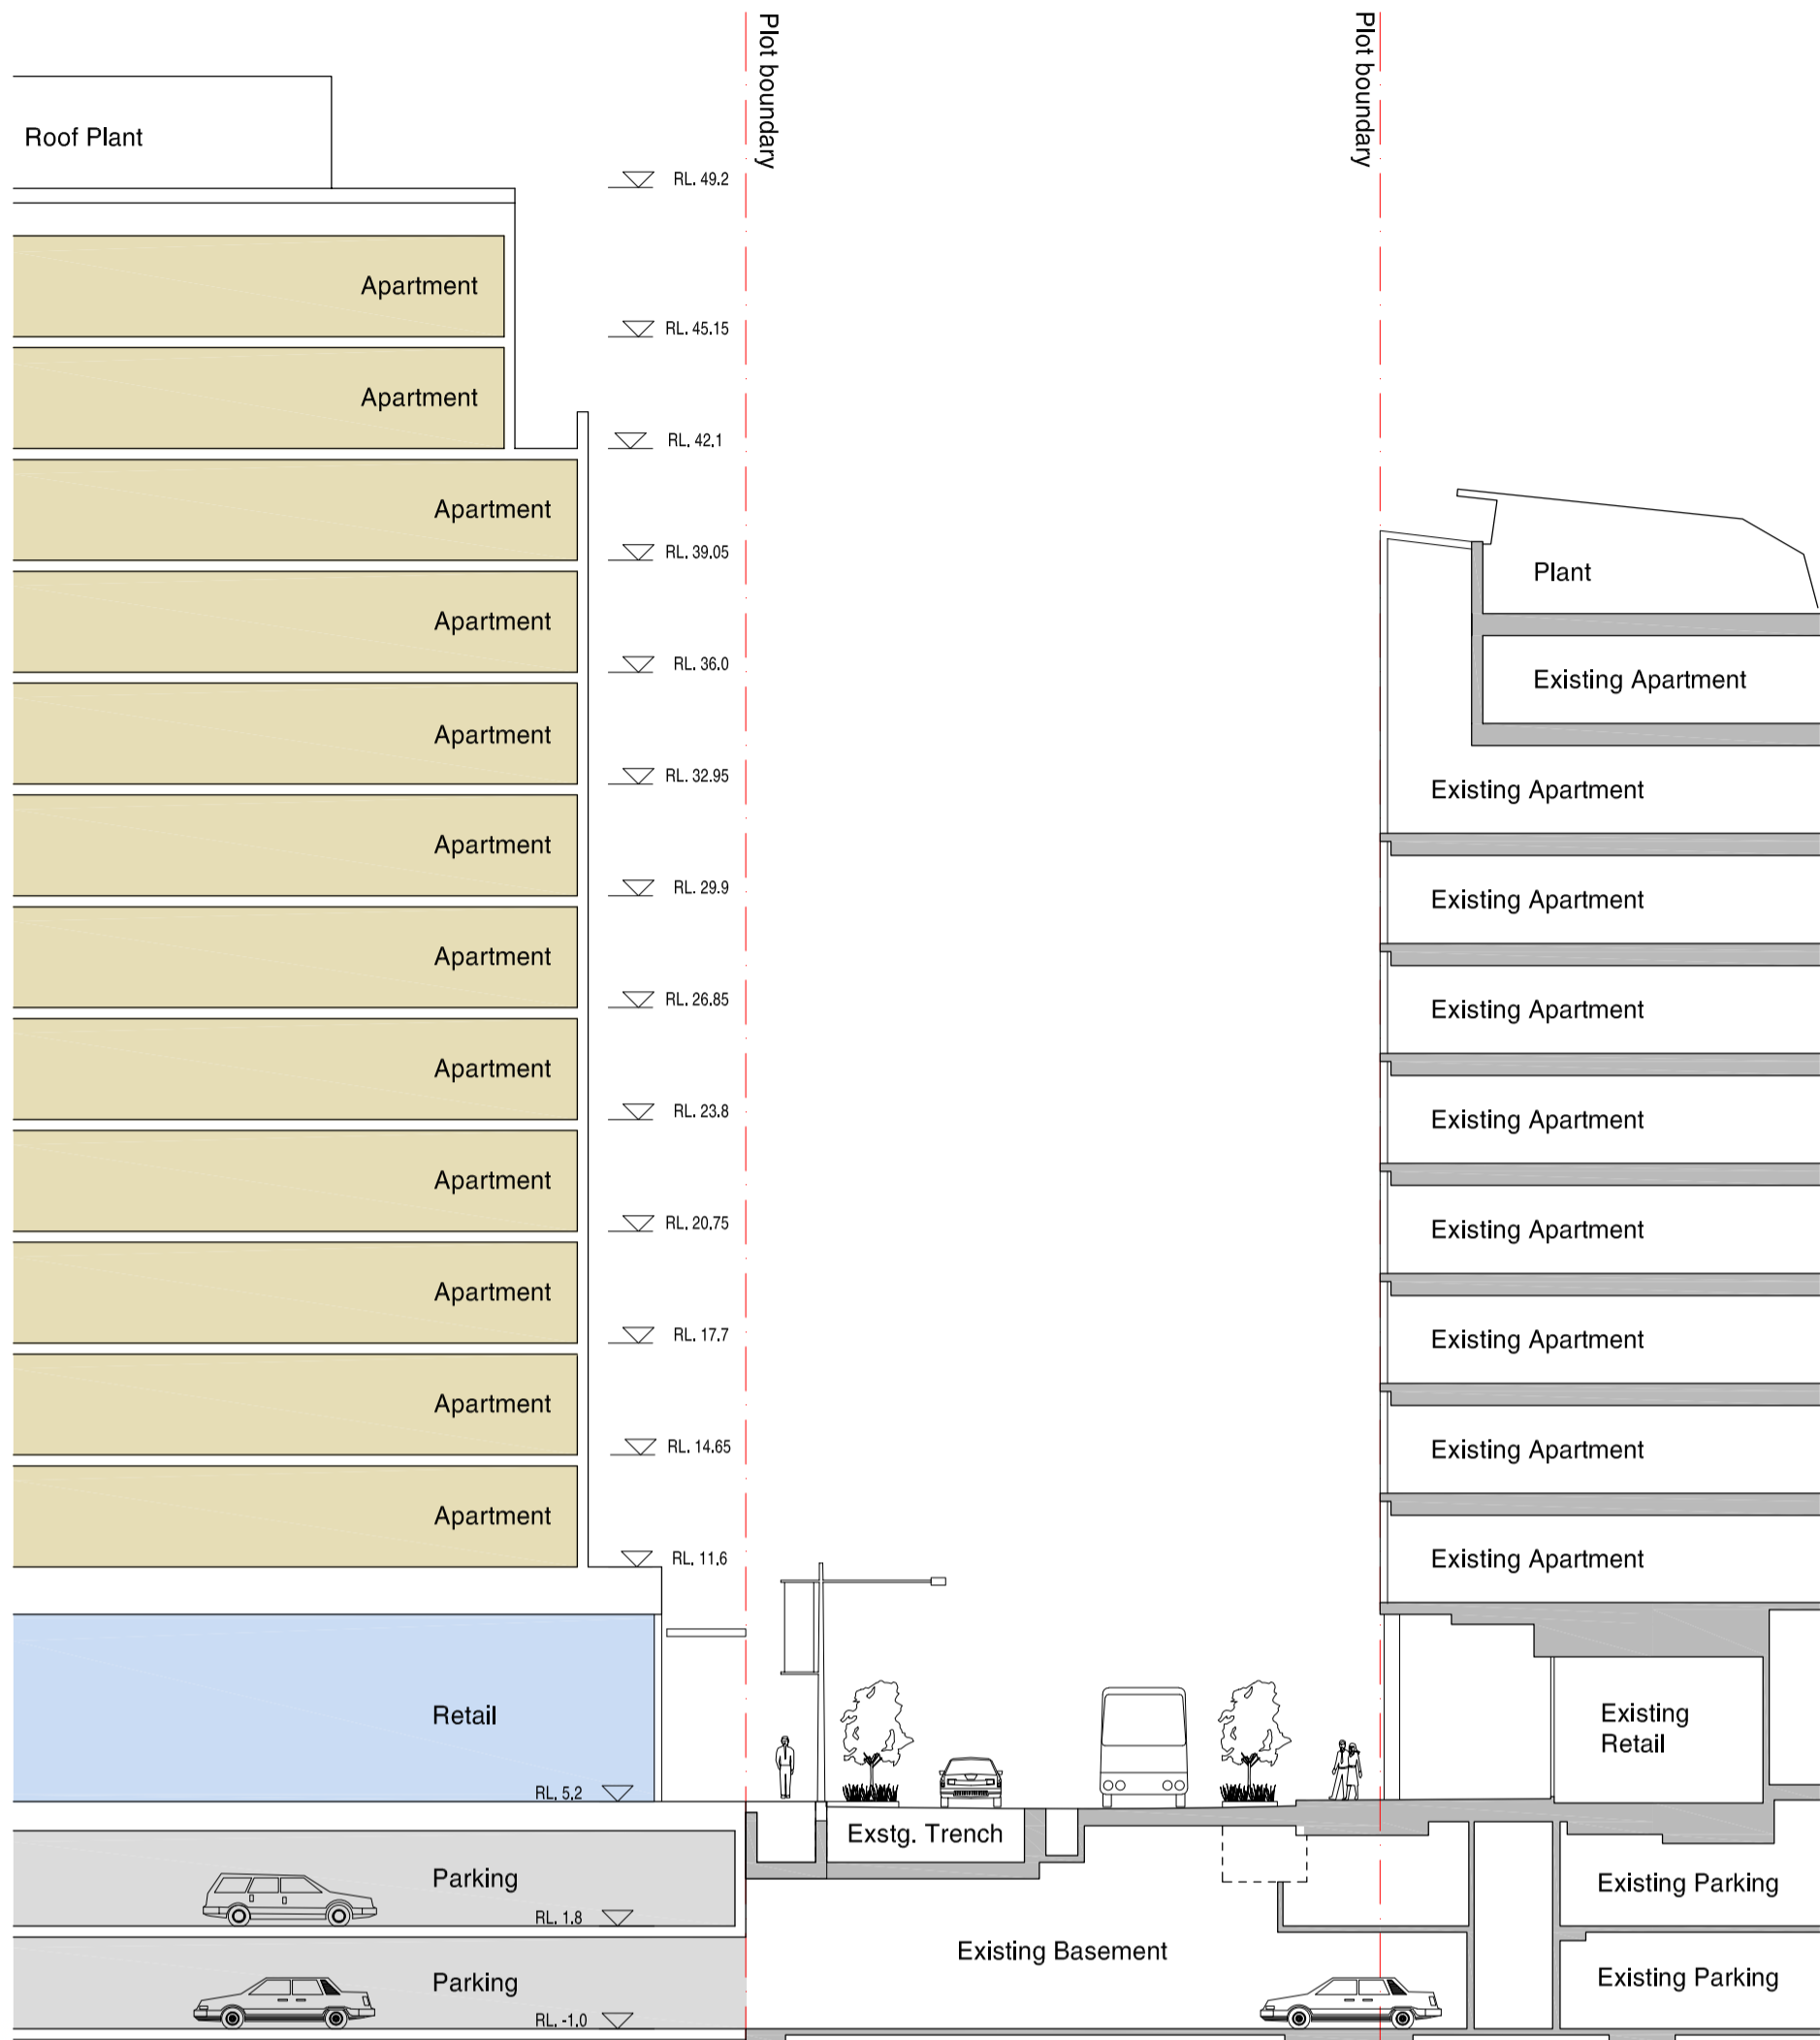 Plot boundary
Plot boundary
Roof Plant
RL. 49.2
Apartment
RL. 45.15
Apartment
RL. 42.1
Apartment
RL. 39.05
Plant
Apartment
RL. 36.0
Existing Apartment
Apartment
RL. 32.95
Existing Apartment
Apartment
RL. 29.9
Existing Apartment
Apartment
RL. 26.85
Existing Apartment
Apartment
RL. 23.8
Existing Apartment
Apartment
RL. 20.75
Existing Apartment
Apartment
RL. 17.7
Existing Apartment
Apartment
RL. 14.65
Existing Apartment
Apartment
RL. 11.6
Existing Apartment
Retail
Existing
Retail
RL. 5.2
Exstg. Trench
Parking
Existing Parking
RL. 1.8
Existing Basement
Parking
Existing Parking
RL. -1.0